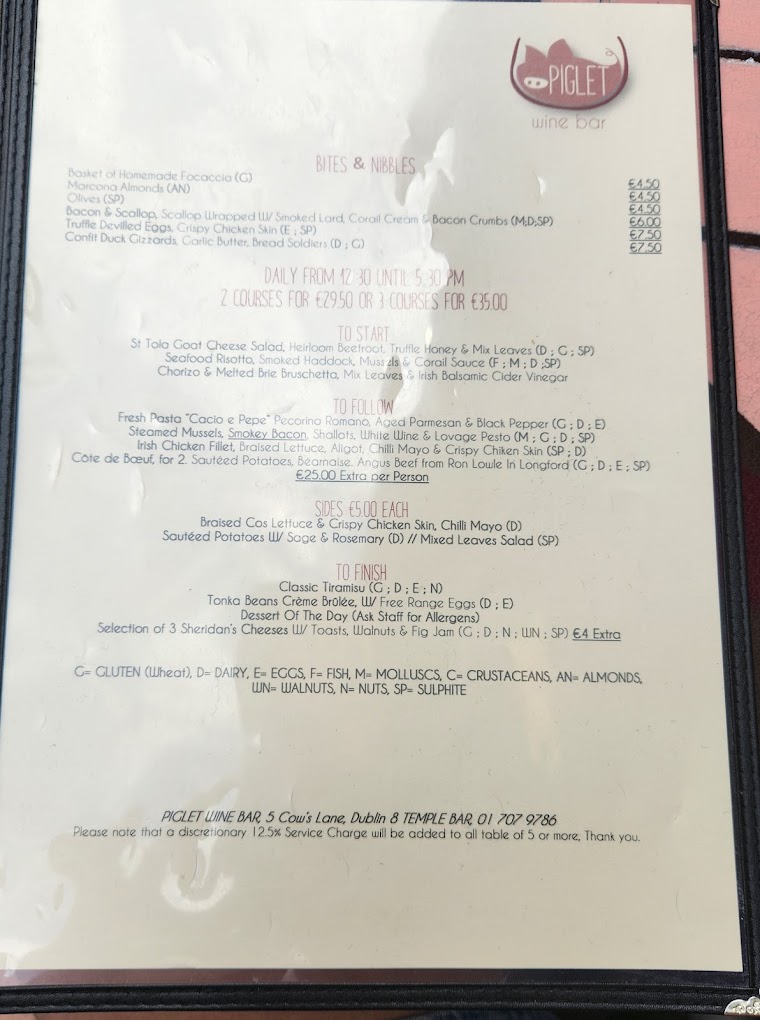 PIGLET
wine bar
BITES & NIBBLES
Basket of Homemade Focaccia (G) €4.50
Marcona Almonds (AN) €4.50
Olives (SP) €4.50
Bacon & Scallop, Scallop Wrapped W/ Smoked Lard, Corail Cream & Bacon Crumbs (M;D;SP) €6.00
Truffle Devilled Eggs, Crispy Chicken Skin (E ; SP) €7.50
Confit Duck Gizzards, Garlic Butter, Bread Soldiers (D ; G) €7.50
DAILY FROM 12:30 UNTIL 5:30 PM
2 COURSES FOR €29.50 OR 3 COURSES FOR €35.00
TO START
St Tola Goat Cheese Salad, Heirloom Beetroot, Truffle Honey & Mix Leaves (D ; G ; SP)
Seafood Risotto, Smoked Haddock, Mussels & Corail Sauce (F ; M ; D ;SP)
Chorizo & Melted Brie Bruschetta, Mix Leaves & Irish Balsamic Cider Vinegar
TO FOLLOW
Fresh Pasta "Cacio e Pepe" Pecorino Romano, Aged Parmesan & Black Pepper (G ; D ; E)
Steamed Mussels, Smokey Bacon, Shallots, White Wine & Lovage Pesto (M ; G ; D ; SP)
Irish Chicken Fillet, Braised Lettuce, Aligot, Chilli Mayo & Crispy Chiken Skin (SP ; D)
Côte de Bœuf, for 2. Sautéed Potatoes, Béarnaise. Angus Beef from Ron Lowle In Longford (G ; D ; E ; SP)
€25.00 Extra per Person
SIDES €5.00 EACH
Braised Cos Lettuce & Crispy Chicken Skin, Chilli Mayo (D)
Sautéed Potatoes W/ Sage & Rosemary (D) // Mixed Leaves Salad (SP)
TO FINISH
Classic Tiramisu (G ; D ; E ; N)
Tonka Beans Crème Brûlée, W/ Free Range Eggs (D ; E)
Dessert Of The Day (Ask Staff for Allergens)
Selection of 3 Sheridan's Cheeses W/ Toasts, Walnuts & Fig Jam (G ; D ; N ; WN ; SP) €4 Extra
G= GLUTEN (Wheat), D= DAIRY, E= EGGS, F= FISH, M= MOLLUSCS, C= CRUSTACEANS, AN= ALMONDS,
WN= WALNUTS, N= NUTS, SP= SULPHITE
PIGLET WINE BAR, 5 Cow's Lane, Dublin 8 TEMPLE BAR, 01 707 9786
Please note that a discretionary 12.5% Service Charge will be added to all table of 5 or more, Thank you.